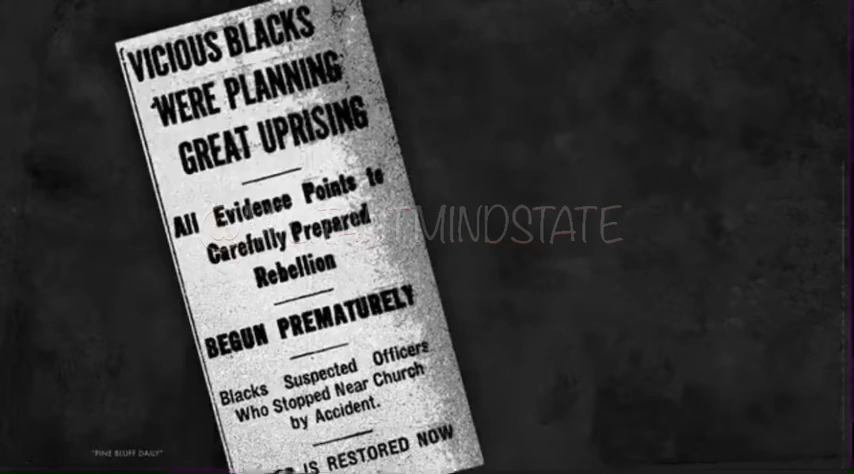 VICIOUS BLACKS
WERE PLANNING
GREAT UPRISING
All Evidence Points to
Carefully Prepared
Rebellion
BEGUN PREMATURELY
Blacks Suspected Officers
Who Stopped Near Church
by Accident.
IS RESTORED NOW
MINDSTATE
"PINE BLUFF DAILY"